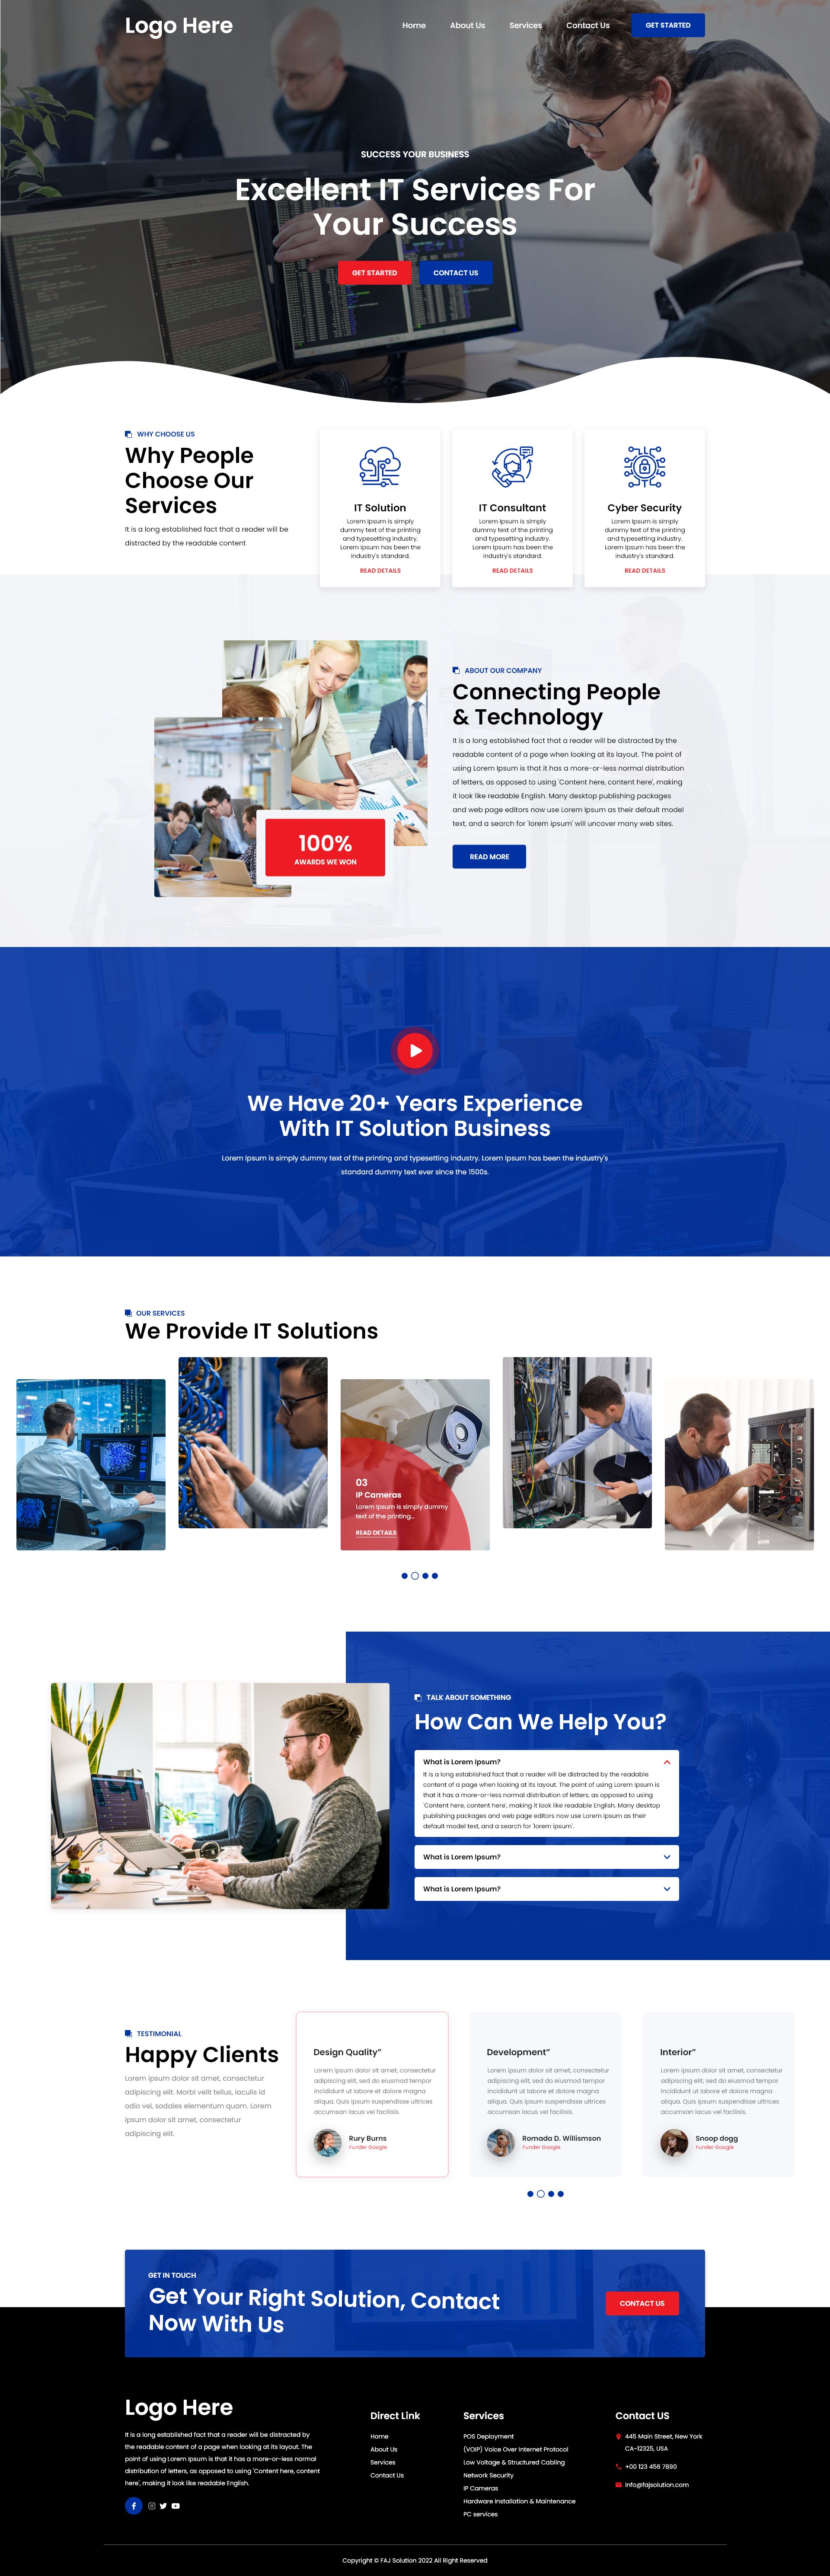 Logo Here
Home
About Us
Services
Contact Us
GET STARTED
SUCCESS YOUR BUSINESS
Excellent IT Services For
Your Success
GET STARTED
CONTACT US
WHY CHOOSE US
Why People
Choose Our
Services
It is a long established fact that a reader will be
distracted by the readable content
IT Solution
Lorem Ipsum is simply
dummy text of the printing
and typesetting industry.
Lorem Ipsum has been the
industry's standard.
READ DETAILS
IT Consultant
Lorem Ipsum is simply
dummy text of the printing
and typesetting industry.
Lorem Ipsum has been the
industry's standard.
READ DETAILS
Cyber Security
Lorem Ipsum is simply
dummy text of the printing
and typesetting industry.
Lorem Ipsum has been the
industry's standard.
READ DETAILS
100%
AWARDS WE WON
ABOUT OUR COMPANY
Connecting People
& Technology
It is a long established fact that a reader will be distracted by the
readable content of a page when looking at its layout. The point of
using Lorem Ipsum is that it has a more-or-less normal distribution
of letters, as opposed to using 'Content here, content here', making
it look like readable English. Many desktop publishing packages
and web page editors now use Lorem Ipsum as their default model
text, and a search for 'lorem ipsum' will uncover many web sites.
READ MORE
We Have 20+ Years Experience
With IT Solution Business
Lorem Ipsum is simply dummy text of the printing and typesetting industry. Lorem Ipsum has been the industry's
standard dummy text ever since the 1500s.
OUR SERVICES
We Provide IT Solutions
03
IP Cameras
Lorem Ipsum is simply dummy
text of the printing...
READ DETAILS
TALK ABOUT SOMETHING
How Can We Help You?
What is Lorem Ipsum?
It is a long established fact that a reader will be distracted by the readable
content of a page when looking at its layout. The point of using Lorem Ipsum is
that it has a more-or-less normal distribution of letters, as opposed to using
'Content here, content here', making it look like readable English. Many desktop
publishing packages and web page editors now use Lorem Ipsum as their
default model text, and a search for 'lorem ipsum'.
What is Lorem Ipsum?
What is Lorem Ipsum?
TESTIMONIAL
Happy Clients
Lorem ipsum dolor sit amet, consectetur
adipiscing elit. Morbi velit tellus, iaculis id
odio vel, sodales elementum quam. Lorem
ipsum dolor sit amet, consectetur
adipiscing elit.
Design Quality”
Lorem ipsum dolor sit amet, consectetur
adipiscing elit, sed do eiusmod tempor
incididunt ut labore et dolore magna
aliqua. Quis ipsum suspendisse ultrices
accumsan lacus vel facilisis.
Rury Burns
Funder Google
Development”
Lorem ipsum dolor sit amet, consectetur
adipiscing elit, sed do eiusmod tempor
incididunt ut labore et dolore magna
aliqua. Quis ipsum suspendisse ultrices
accumsan lacus vel facilisis.
Romada D. Willismson
Funder Google
Interior”
Lorem ipsum dolor sit amet, consectetur
adipiscing elit, sed do eiusmod tempor
incididunt ut labore et dolore magna
aliqua. Quis ipsum suspendisse ultrices
accumsan lacus vel facilisis.
Snoop dogg
Funder Google
GET IN TOUCH
Get Your Right Solution, Contact
Now With Us
CONTACT US
Logo Here
It is a long established fact that a reader will be distracted by
the readable content of a page when looking at its layout. The
point of using Lorem Ipsum is that it has a more-or-less normal
distribution of letters, as opposed to using 'Content here, content
here', making it look like readable English.
Direct Link
Home
About Us
Services
Contact Us
Services
POS Deployment
(VOIP) Voice Over Internet Protocol
Low Voltage & Structured Cabling
Network Security
IP Cameras
Hardware Installation & Maintenance
PC services
Contact US
445 Main Street, New York
CA-12325, USA
+00 123 456 7890
Info@fajsolution.com
Copyright © FAJ Solution 2022 All Right Reserved